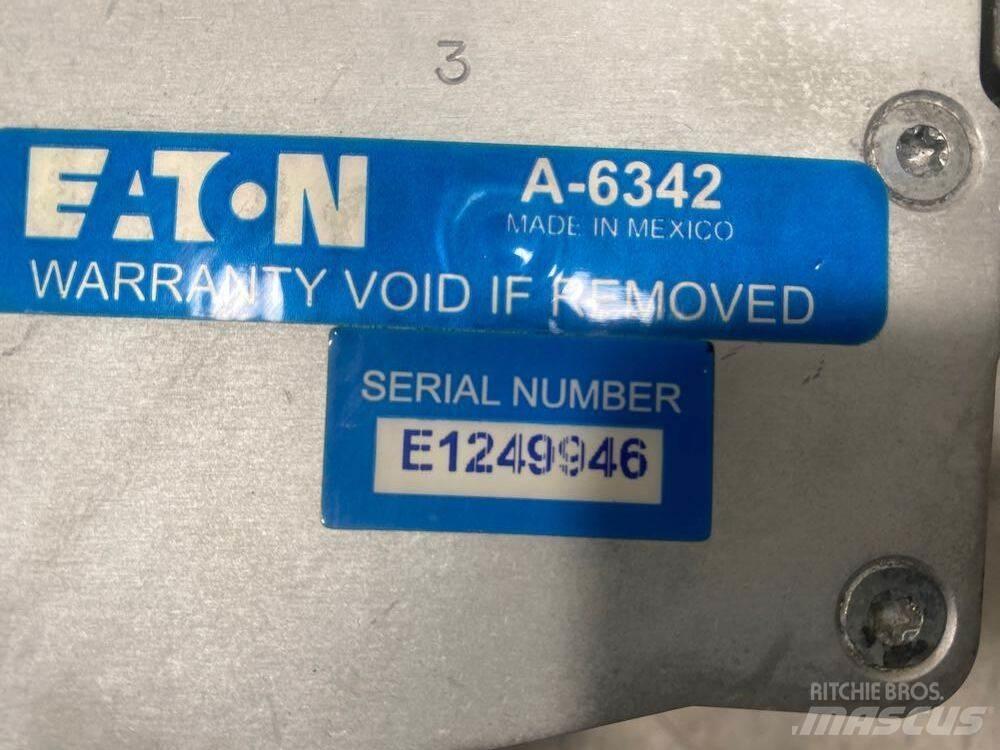 3
EATON
A-6342
MADE IN MEXICO
WARRANTY VOID IF REMOVED
SERIAL NUMBER
E1249946
RITCHIE BROS.
MASCUS